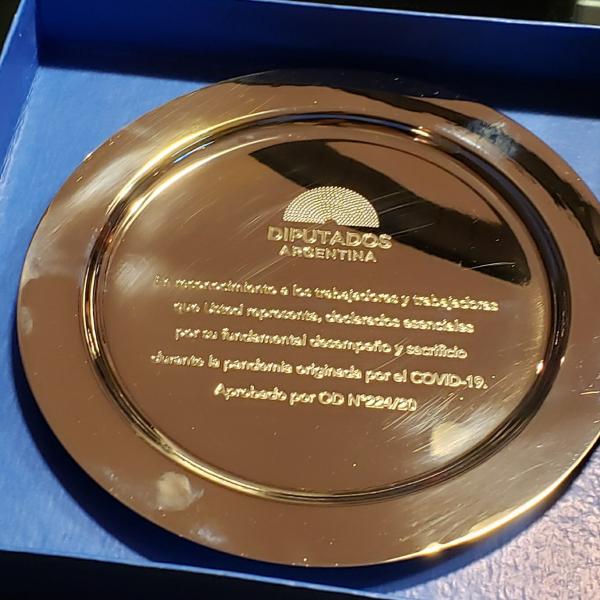 DIPUTADOS
ARGENTINA
En reconocimiento a los trabajadores y trabajadoras
que Usted representa, declarados esenciales
por su fundamental desempeño y sacrificio
durante la pandemia originada por el COVID-19.
Aprobado por OD N°224/20